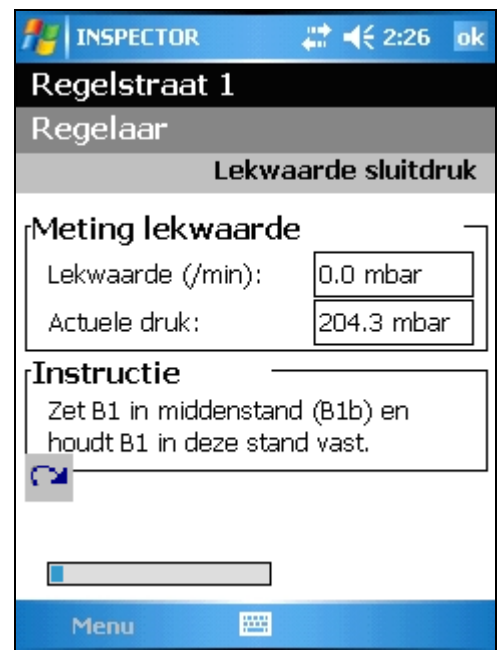 INSPECTOR 2:26 ok
Regelstraat 1
Regelaar
Lekwaarde sluitdruk
Meting lekwaarde
Lekwaarde (/min): 0.0 mbar
Actuele druk: 204.3 mbar
Instructie
Zet B1 in middenstand (B1b) en
houdt B1 in deze stand vast.
Menu